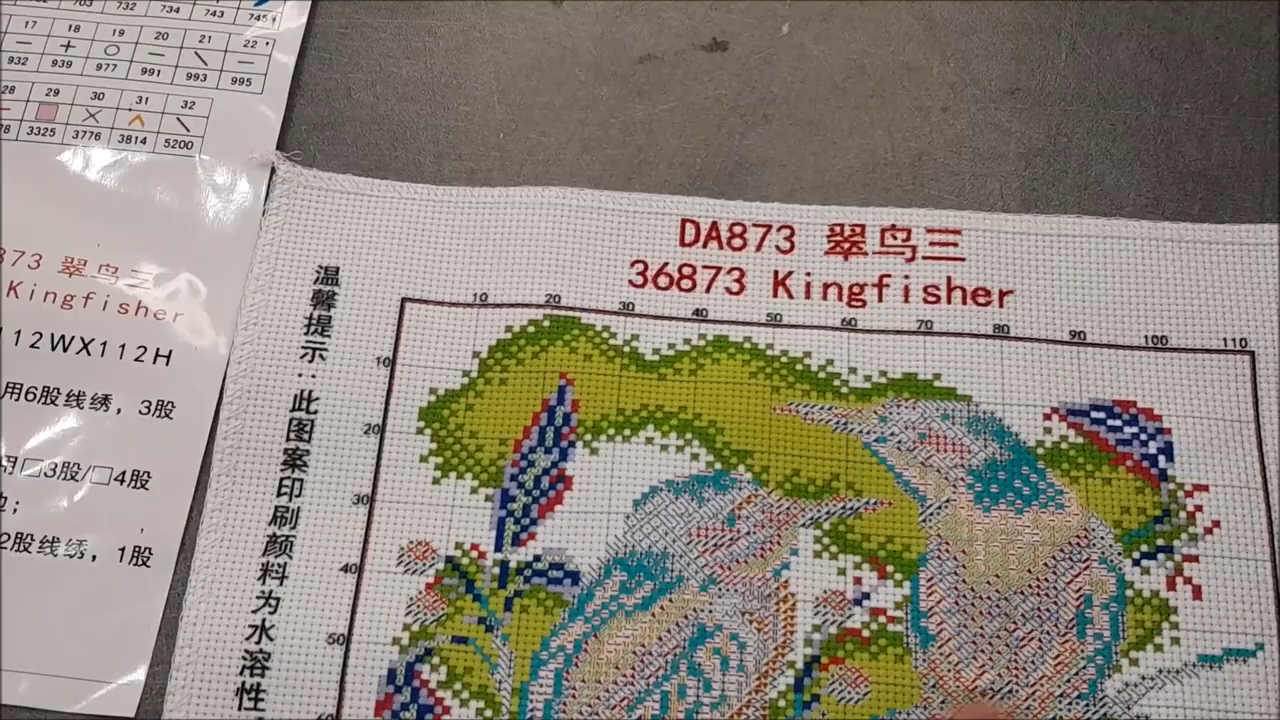 703 732 734 743 745
17 18 19 20 21 22
932 939 977 991 993 995
28 29 30 31 32
3325 3776 3814 5200
873 翠鸟三
Kingfisher
112WX112H
用6股线绣，3股
用□3股/□4股
2股线绣，1股
DA873 翠鸟三
36873 Kingfisher
10 20 30 40 50 60 70 80 90 100 110
10
20
30
40
50
温馨提示：此图案印刷颜料为水溶性